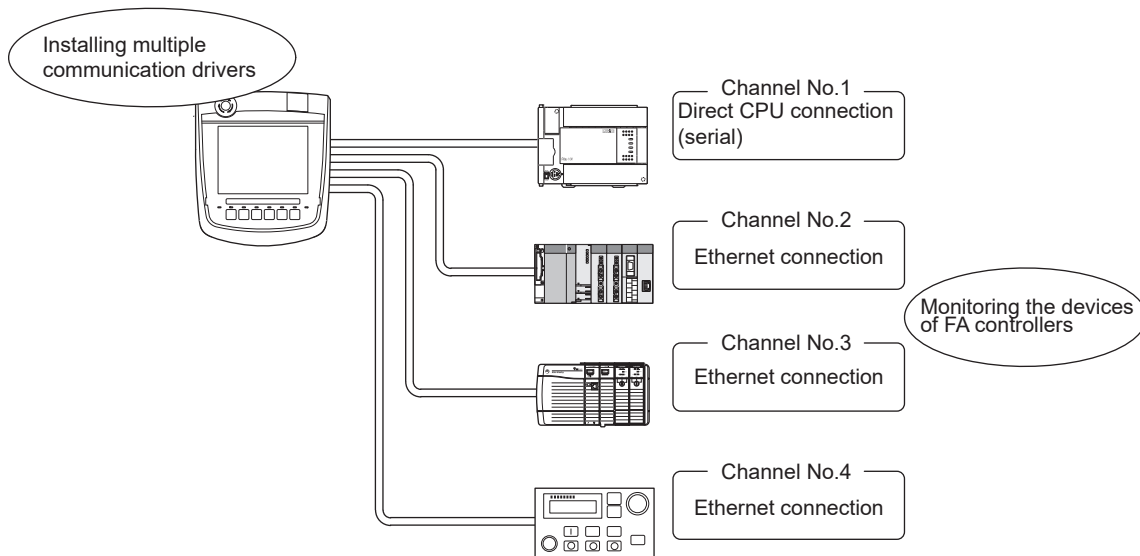 Installing multiple
communication drivers
Channel No.1
Direct CPU connection
(serial)
Channel No.2
Ethernet connection
Monitoring the devices
of FA controllers
Channel No.3
Ethernet connection
Channel No.4
Ethernet connection